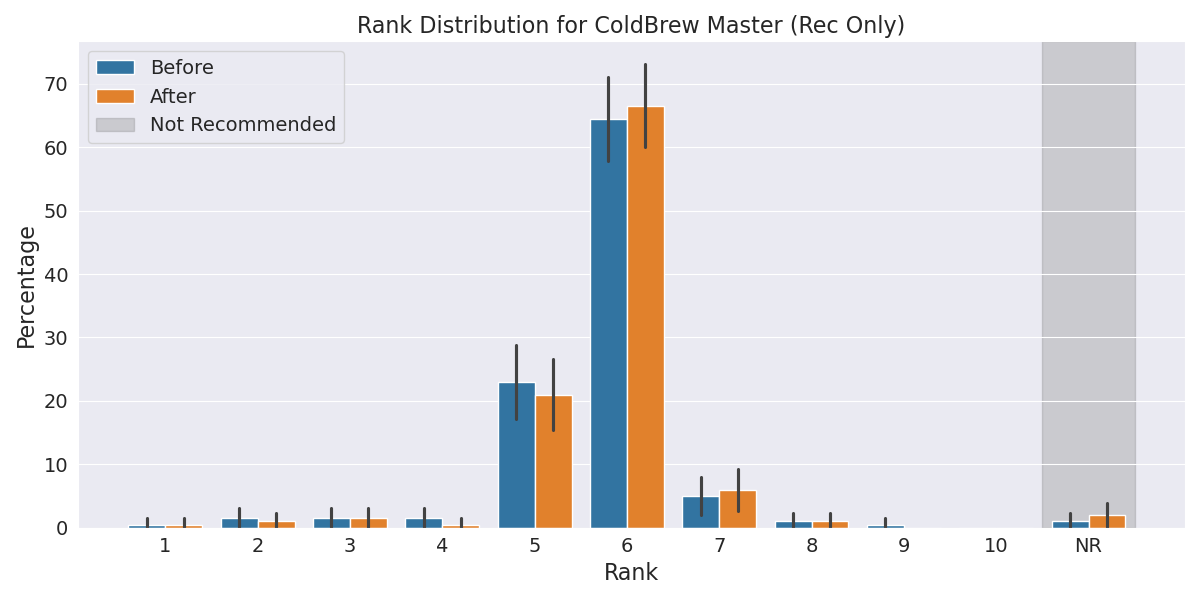 Rank Distribution for ColdBrew Master (Rec Only)
Before
After
Not Recommended
Percentage
70
60
50
40
30
20
10
0
1 2 3 4 5 6 7 8 9 10 NR
Rank